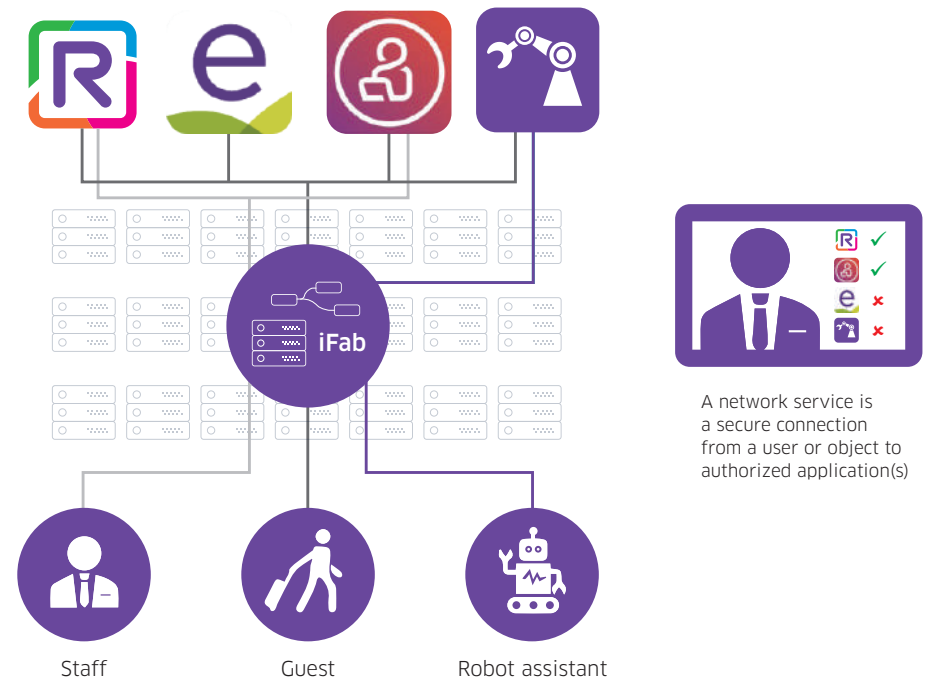 R
e
iFab
R
e
A network service is
a secure connection
from a user or object to
authorized application(s)
Staff
Guest
Robot assistant